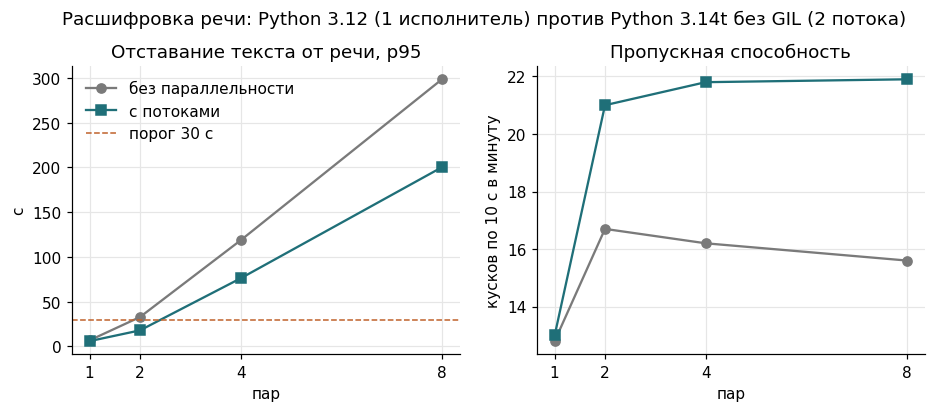 Расшифровка речи: Python 3.12 (1 исполнитель) против Python 3.14t без GIL (2 потока)
Отставание текста от речи, p95
с
300
250
200
150
100
50
0
без параллельности
с потоками
порог 30 с
1
2
4
8
пар
Пропускная способность
кусков по 10 с в минуту
22
20
18
16
14
1
2
4
8
пар